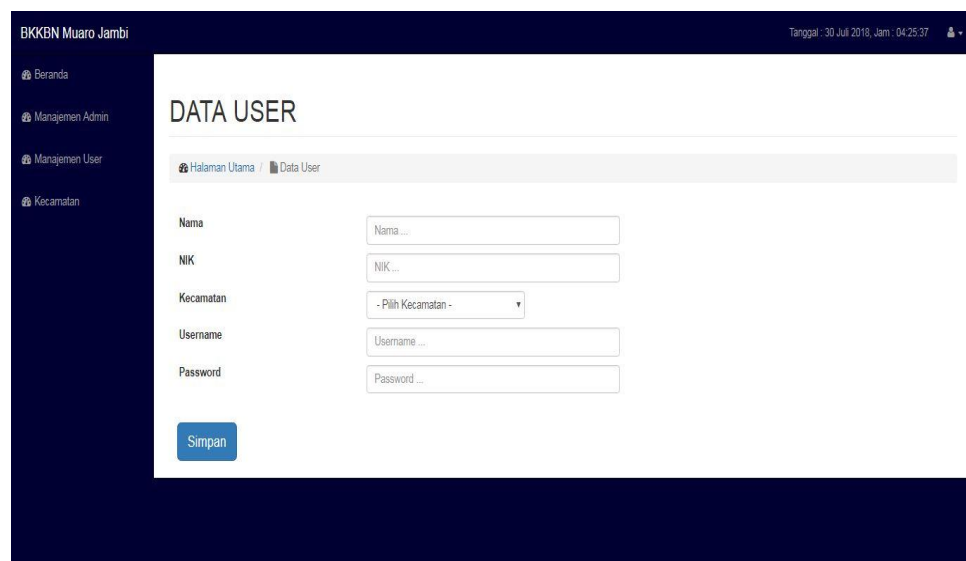 BKKBN Muaro Jambi
Tanggal : 30 Juli 2018, Jam : 04:25:37
Beranda
Manajemen Admin
Manajemen User
Kecamatan
DATA USER
Halaman Utama / Data User
Nama
Nama ...
NIK
NIK ...
Kecamatan
- Pilih Kecamatan -
Username
Username ...
Password
Password ...
Simpan